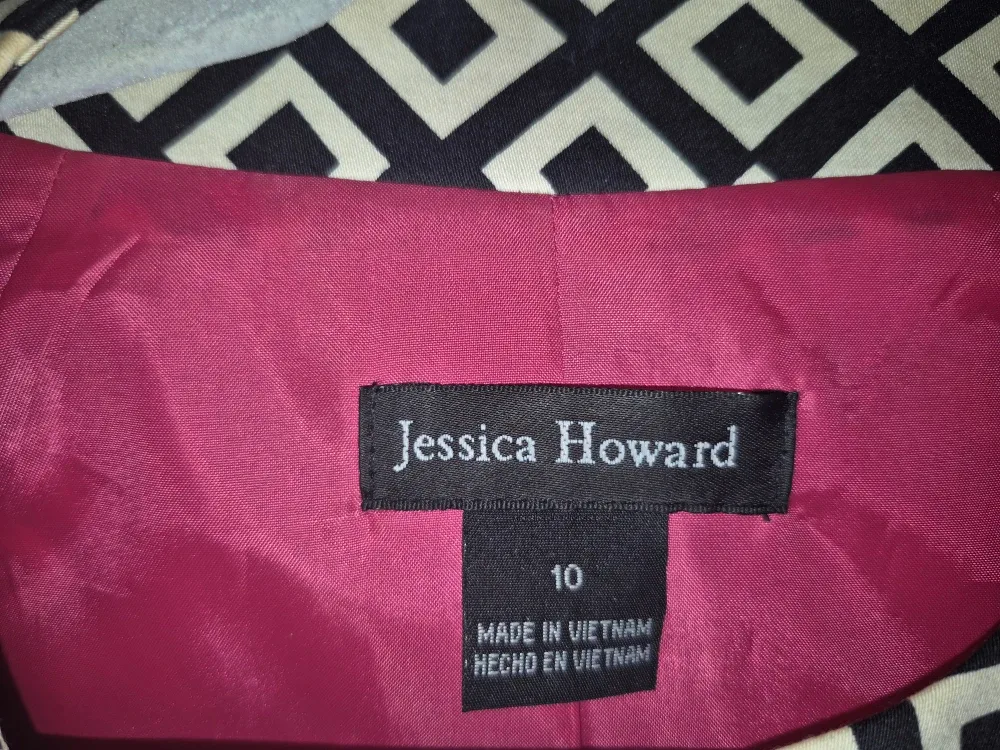 Jessica Howard
10
MADE IN VIETNAM
HECHO EN VIETNAM